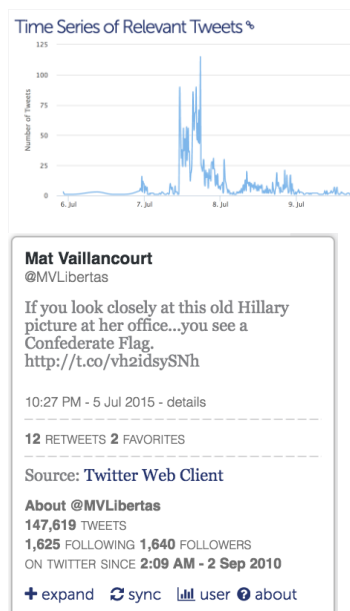 Time Series of Relevant Tweets
125
100
Number of Tweets
75
50
25
0
6. Jul 7. Jul 8. Jul 9. Jul
Mat Vaillancourt
@MVLibertas
If you look closely at this old Hillary
picture at her office...you see a
Confederate Flag.
http://t.co/vh2idsySNh
10:27 PM - 5 Jul 2015 - details
12 RETWEETS 2 FAVORITES
Source: Twitter Web Client
About @MVLibertas
147,619 TWEETS
1,625 FOLLOWING 1,640 FOLLOWERS
ON TWITTER SINCE 2:09 AM - 2 Sep 2010
expand sync user about